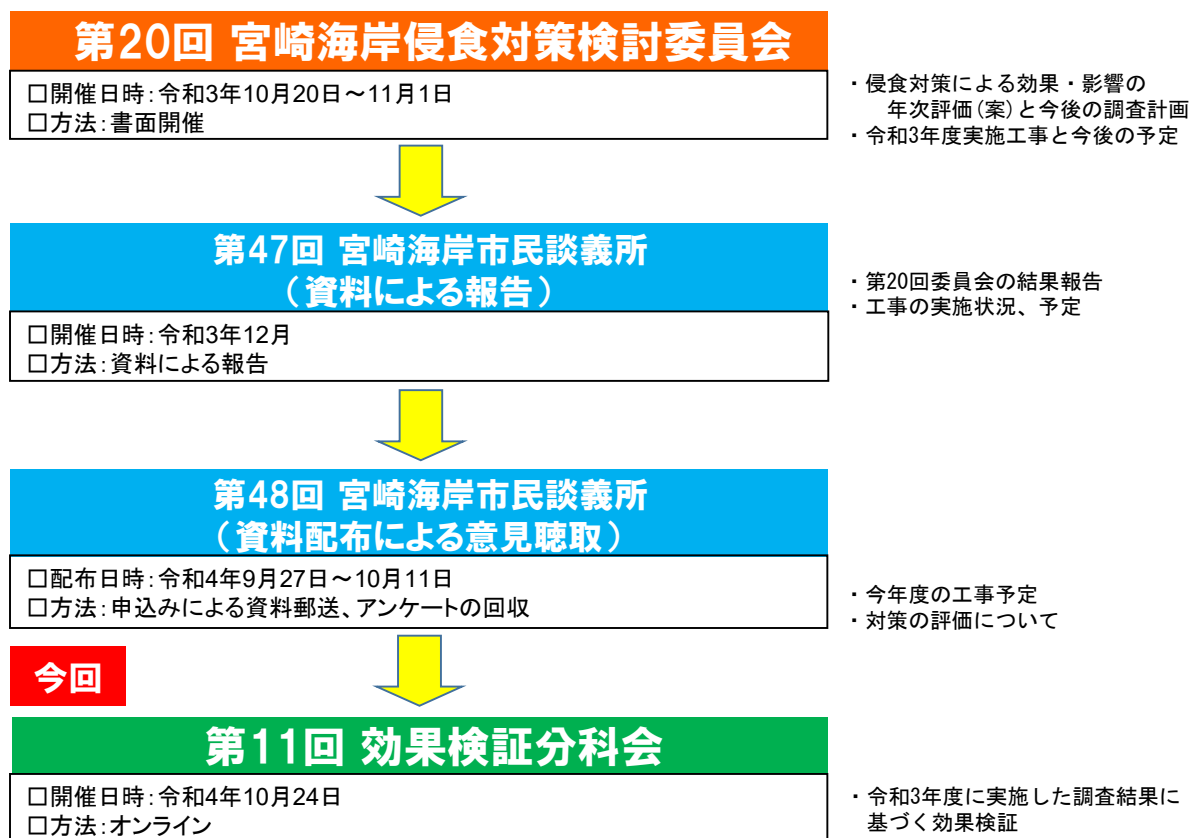 第20回 宮崎海岸侵食対策検討委員会
□開催日時:令和3年10月20日～11月1日
□方法:書面開催
・侵食対策による効果・影響の
年次評価(案)と今後の調査計画
・令和3年度実施工事と今後の予定
第47回 宮崎海岸市民談義所
(資料による報告)
□開催日時:令和3年12月
□方法:資料による報告
・第20回委員会の結果報告
・工事の実施状況、予定
第48回 宮崎海岸市民談義所
(資料配布による意見聴取)
□配布日時:令和4年9月27日～10月11日
□方法:申込みによる資料郵送、アンケートの回収
・今年度の工事予定
・対策の評価について
今回
第11回 効果検証分科会
□開催日時:令和4年10月24日
□方法:オンライン
・令和3年度に実施した調査結果に
基づく効果検証